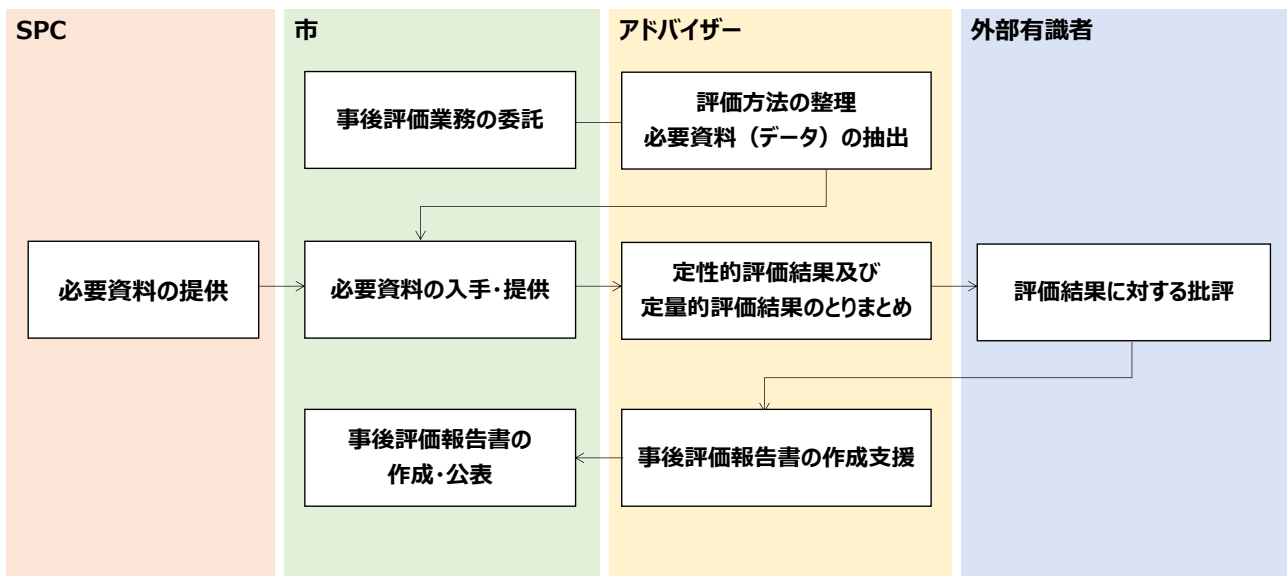 SPC
市
アドバイザー
外部有識者
事後評価業務の委託
評価方法の整理
必要資料（データ）の抽出
必要資料の提供
必要資料の入手・提供
定性的評価結果及び
定量的評価結果のとりまとめ
評価結果に対する批評
事後評価報告書の
作成・公表
事後評価報告書の作成支援